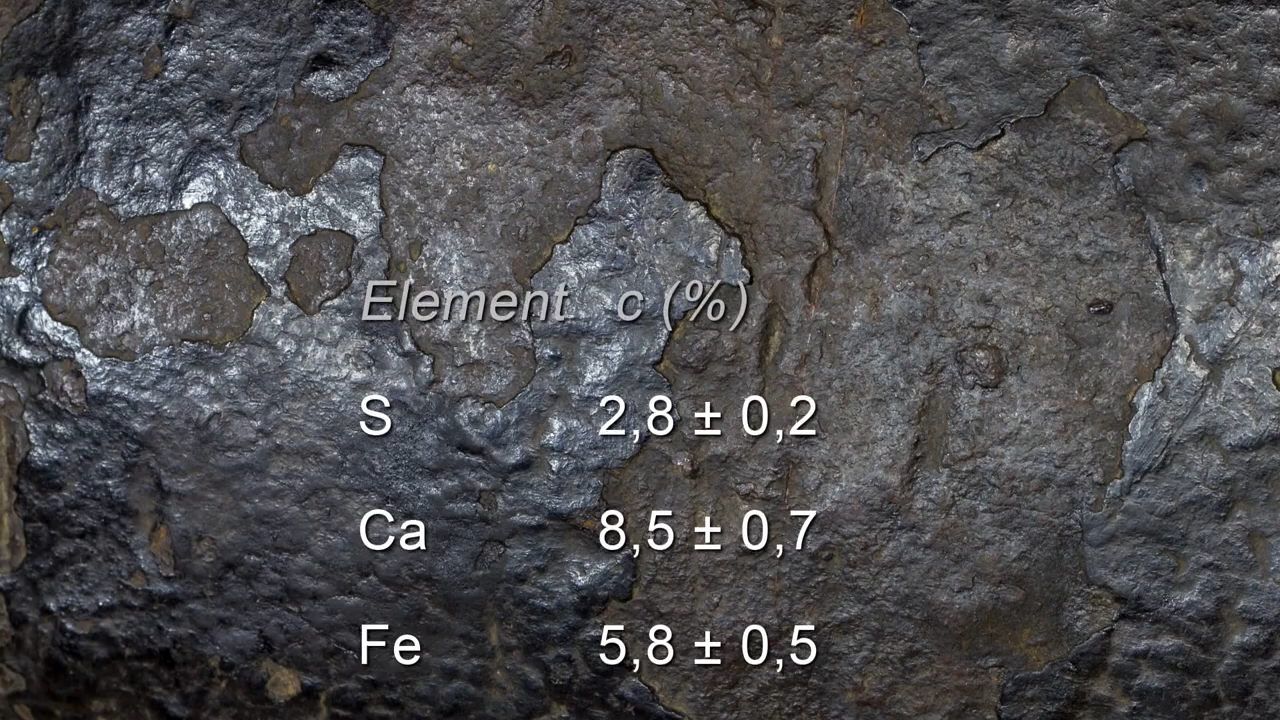 Element c (%)
S 2,8 ± 0,2
Ca 8,5 ± 0,7
Fe 5,8 ± 0,5